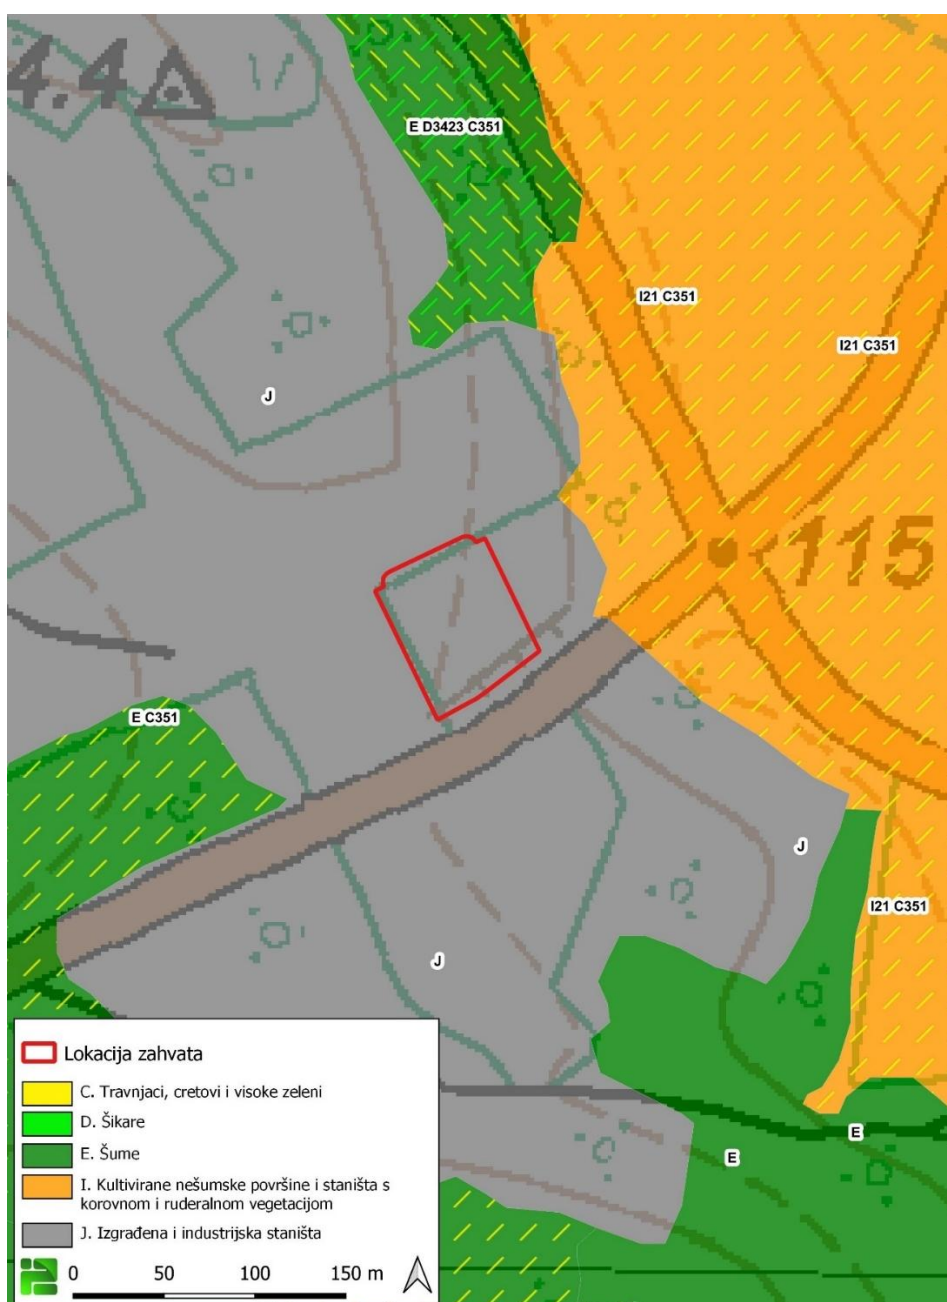 4.4
E D3423 C351
I21 C351
I21 C351
J
115
E C351
J
I21 C351
J
E
E
Lokacija zahvata
C. Travnjaci, cretovi i visoke zeleni
D. Šikare
E. Šume
I. Kultivirane nešumske površine i staništa s
korovnom i ruderalnom vegetacijom
J. Izgrađena i industrijska staništa
0 50 100 150 m